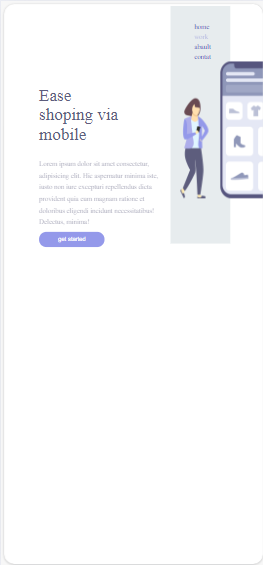 home
work
abault
contat
Ease
shoping via
mobile
Lorem ipsum dolor sit amet consectetur,
adipisicing elit. Hic aspernatur minima iste,
iusto non iure excepturi repellendus dicta
provident quia cum magnam ratione et
doloribus eligendi incidunt necessitatibus!
Delectus, minima!
get started